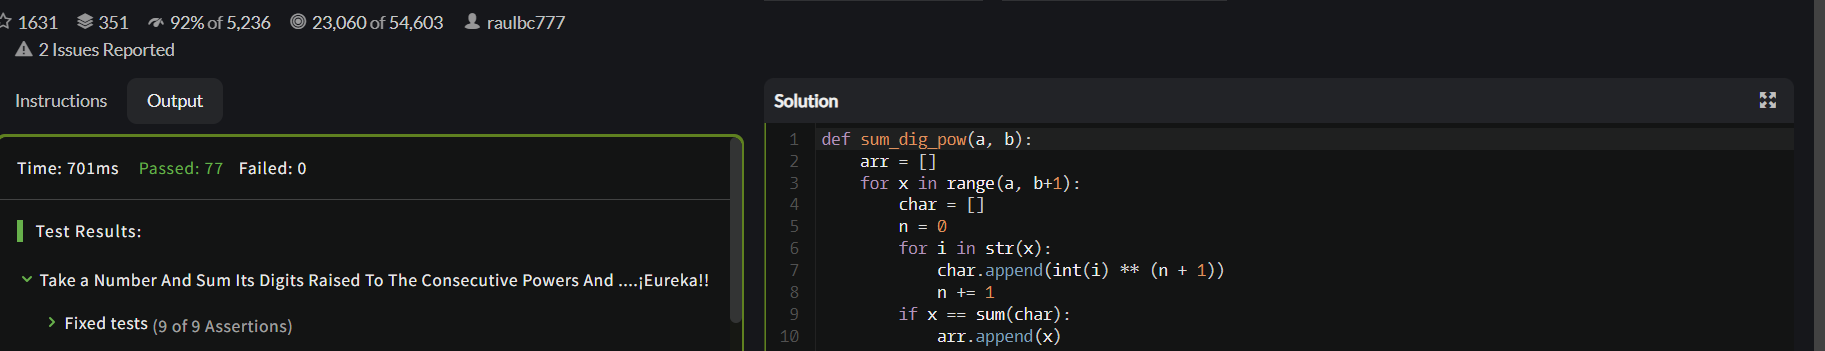 1631 351 92% of 5,236 23,060 of 54,603 raulbc777
2 Issues Reported
Instructions Output
Time: 701ms Passed: 77 Failed: 0
Test Results:
Take a Number And Sum Its Digits Raised To The Consecutive Powers And ....¡Eureka!!
Fixed tests (9 of 9 Assertions)
Solution
1 def sum_dig_pow(a, b):
2     arr = []
3     for x in range(a, b+1):
4         char = []
5         n = 0
6         for i in str(x):
7             char.append(int(i) ** (n + 1))
8             n += 1
9         if x == sum(char):
10             arr.append(x)